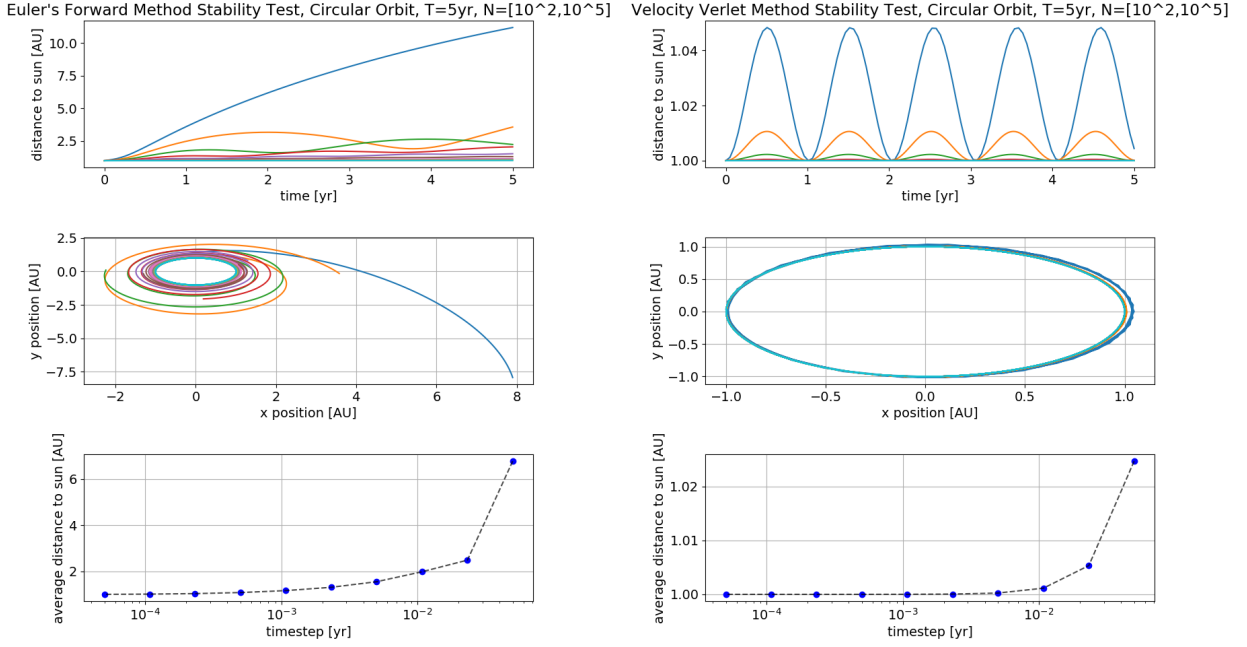 Euler's Forward Method Stability Test, Circular Orbit, T=5yr, N=[10^2,10^5]
distance to sun [AU]
10.0
7.5
5.0
2.5
0 1 2 3 4 5
time [yr]
y position [AU]
2.5
0.0
−2.5
−5.0
−7.5
−2 0 2 4 6 8
x position [AU]
average distance to sun [AU]
6
4
2
10^−4 10^−3 10^−2
timestep [yr]
Velocity Verlet Method Stability Test, Circular Orbit, T=5yr, N=[10^2,10^5]
distance to sun [AU]
1.04
1.02
1.00
0 1 2 3 4 5
time [yr]
y position [AU]
1.0
0.5
0.0
−0.5
−1.0
−1.0 −0.5 0.0 0.5 1.0
x position [AU]
average distance to sun [AU]
1.02
1.01
1.00
10^−4 10^−3 10^−2
timestep [yr]